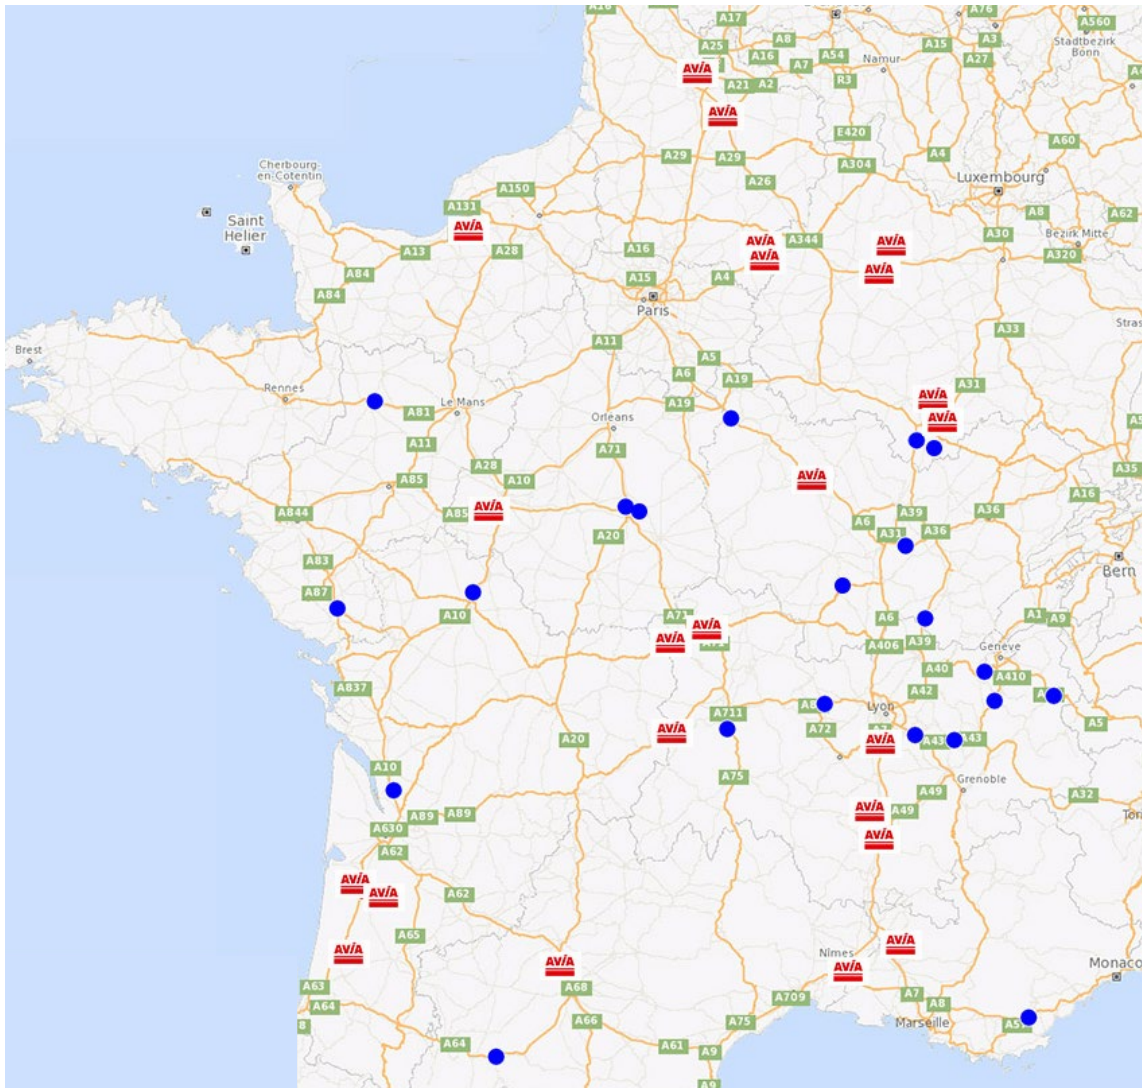 A16
A17
A76
A560
A25
A8
A3
Stadtbezirk
Bonn
A16
A54
A15
A7
Namur
A27
AVIA
A21
A2
R3
AVIA
E420
A60
A29
A29
A304
A4
Cherbourg-
en-Cotentin
A26
Luxembourg
A150
A131
A8
A62
Saint
Helier
AVIA
A30
Bezirk Mitte
A13
A28
A16
AVIA
A344
AVIA
A320
AVIA
A84
A15
A4
AVIA
A84
Paris
A33
Brest
A11
A5
A6
A19
A31
Rennes
Le Mans
A19
AVIA
A81
Orleans
AVIA
A11
A71
A28
A35
A85
A10
AVIA
A16
A844
A85
AVIA
A39
A36
A6
A31
A36
A20
A83
Bern
A87
A10
A71
A6
A1
A9
AVIA
AVIA
A71
A406
A39
Genève
A40
A410
A837
A42
A711
Lyon
A5
AVIA
A72
AVIA
A43
A43
A20
A10
A75
Grenoble
A49
A32
A89
A89
AVIA
A49
A630
AVIA
A62
AVIA
AVIA
A62
A65
AVIA
AVIA
Nîmes
AVIA
AVIA
Monaco
A63
A68
A64
A709
A7
A8
A66
A75
Marseille
A64
A61
A9
A9